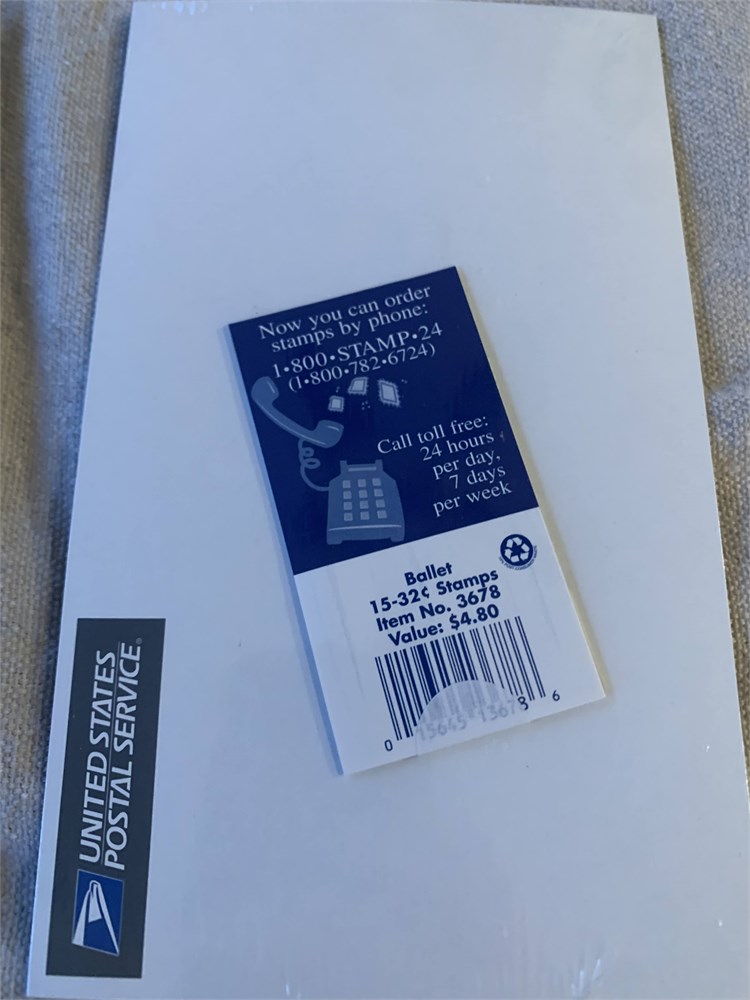 Now you can order
stamps by phone:
1•800•STAMP•24
(1•800•782•6724)
Call toll free:
24 hours
per day,
7 days
per week
Ballet
15-32¢ Stamps
Item No. 3678
Value: $4.80
0 15645 13678 6
UNITED STATES
POSTAL SERVICE®